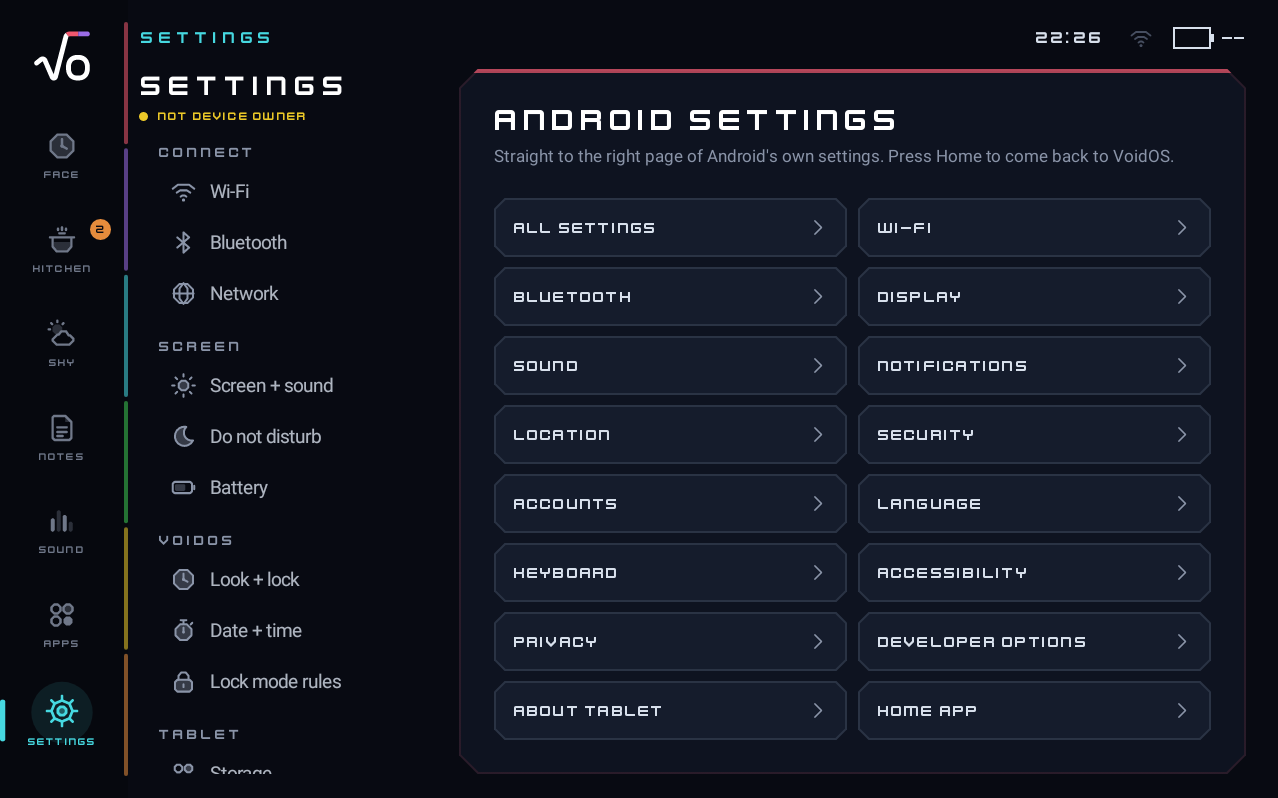 √o
SETTINGS
22:26
--
SETTINGS
NOT DEVICE OWNER
FACE
2
KITCHEN
SKY
NOTES
SOUND
APPS
SETTINGS
CONNECT
Wi-Fi
Bluetooth
Network
SCREEN
Screen + sound
Do not disturb
Battery
VOIDOS
Look + lock
Date + time
Lock mode rules
TABLET
Storage
ANDROID SETTINGS
Straight to the right page of Android's own settings. Press Home to come back to VoidOS.
ALL SETTINGS
WI-FI
BLUETOOTH
DISPLAY
SOUND
NOTIFICATIONS
LOCATION
SECURITY
ACCOUNTS
LANGUAGE
KEYBOARD
ACCESSIBILITY
PRIVACY
DEVELOPER OPTIONS
ABOUT TABLET
HOME APP